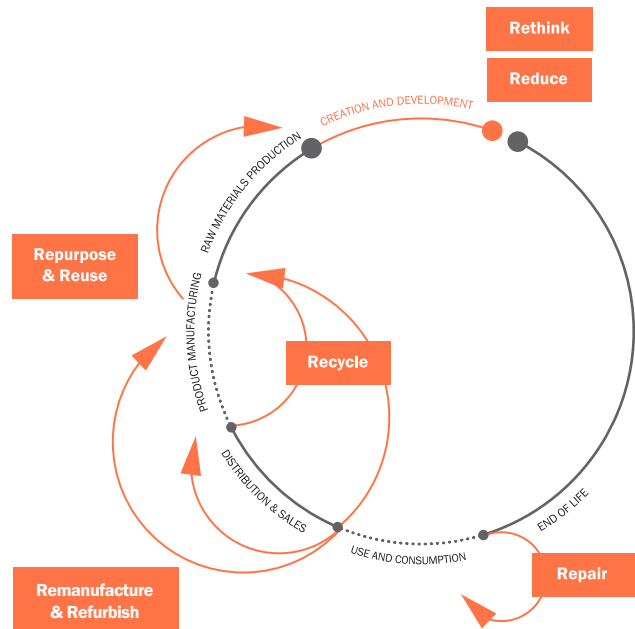 Rethink
Reduce
CREATION AND DEVELOPMENT
RAW MATERIALS PRODUCTION
Repurpose
& Reuse
PRODUCT MANUFACTURING
Recycle
DISTRIBUTION & SALES
USE AND CONSUMPTION
END OF LIFE
Repair
Remanufacture
& Refurbish